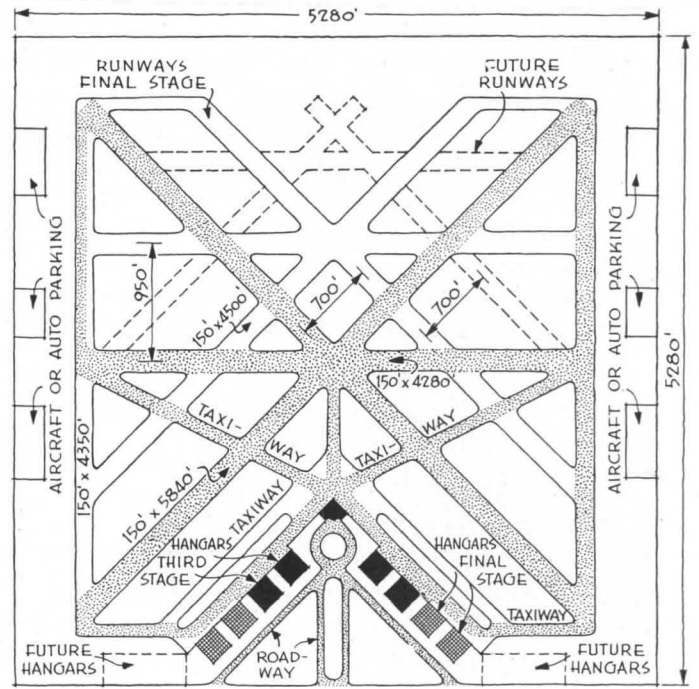 5280'
RUNWAYS
FINAL STAGE
FUTURE
RUNWAYS
AIRCRAFT OR AUTO PARKING
950'
150' x 4500'
700'
700'
AIRCRAFT OR AUTO PARKING
5280'
150' x 4280'
150' x 4350'
TAXI-
WAY
TAXI-
WAY
150' x 5840'
TAXIWAY
HANGARS
THIRD
STAGE
HANGARS
FINAL
STAGE
TAXIWAY
FUTURE
HANGARS
ROAD-
WAY
FUTURE
HANGARS